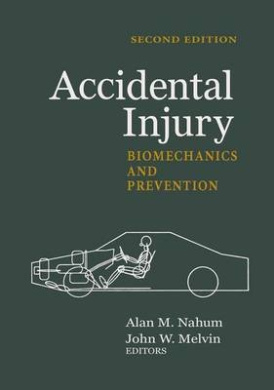 SECOND EDITION
Accidental
Injury
BIOMECHANICS
AND
PREVENTION
Alan M. Nahum
John W. Melvin
EDITORS